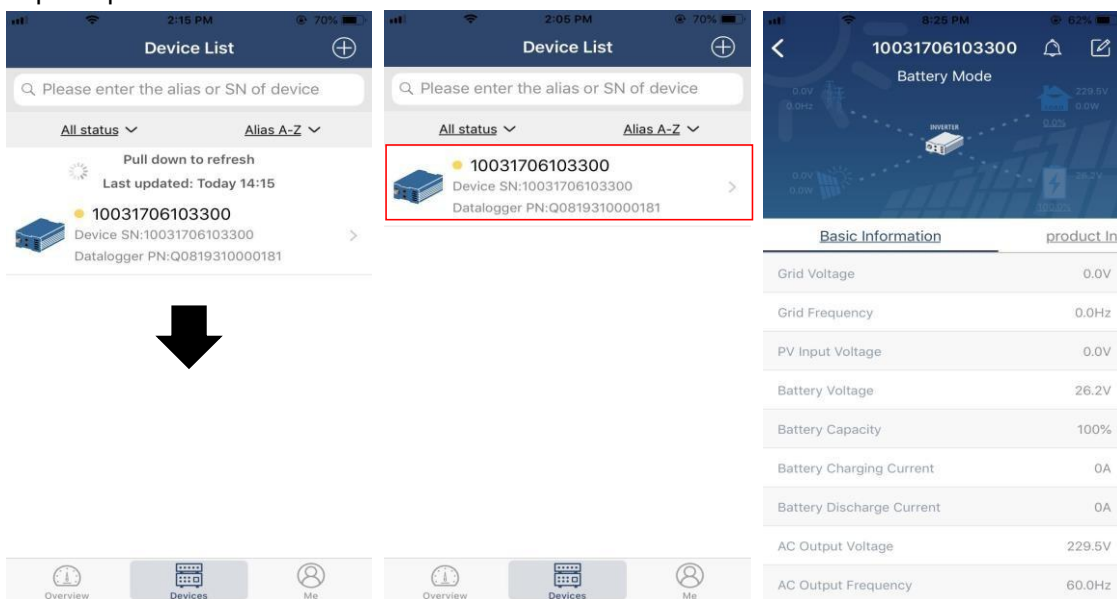 2:15 PM
70%
Device List
Please enter the alias or SN of device
All status
Alias A-Z
Pull down to refresh
Last updated: Today 14:15
10031706103300
Device SN:10031706103300
Datalogger PN:Q0819310000181
Overview
Devices
Me
2:05 PM
70%
Device List
Please enter the alias or SN of device
All status
Alias A-Z
10031706103300
Device SN:10031706103300
Datalogger PN:Q0819310000181
Overview
Devices
Me
8:25 PM
62%
10031706103300
Battery Mode
0.0V
0.0Hz
229.5V
0.0W
0.0%
INVERTER
0.0V
0.0W
26.2V
100.0%
Basic Information
product In
Grid Voltage 0.0V
Grid Frequency 0.0Hz
PV Input Voltage 0.0V
Battery Voltage 26.2V
Battery Capacity 100%
Battery Charging Current 0A
Battery Discharge Current 0A
AC Output Voltage 229.5V
AC Output Frequency 60.0Hz